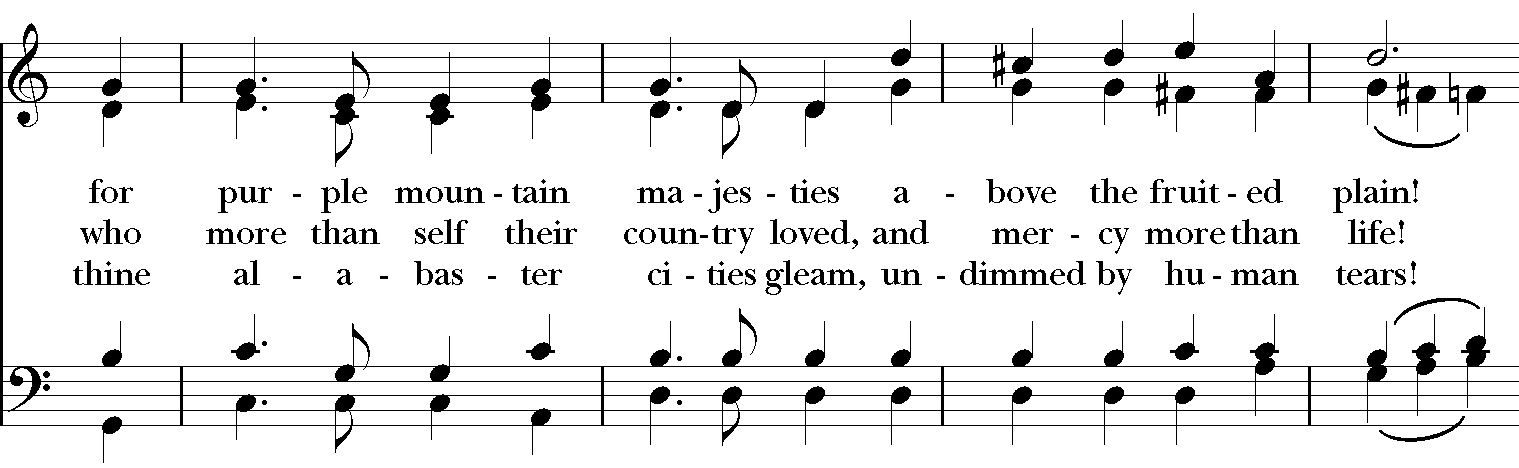 for pur - ple moun - tain ma - jes - ties a - bove the fruit - ed plain!
who more than self their coun - try loved, and mer - cy more than life!
thine al - a - bas - ter ci - ties gleam, un - dimmed by hu - man tears!